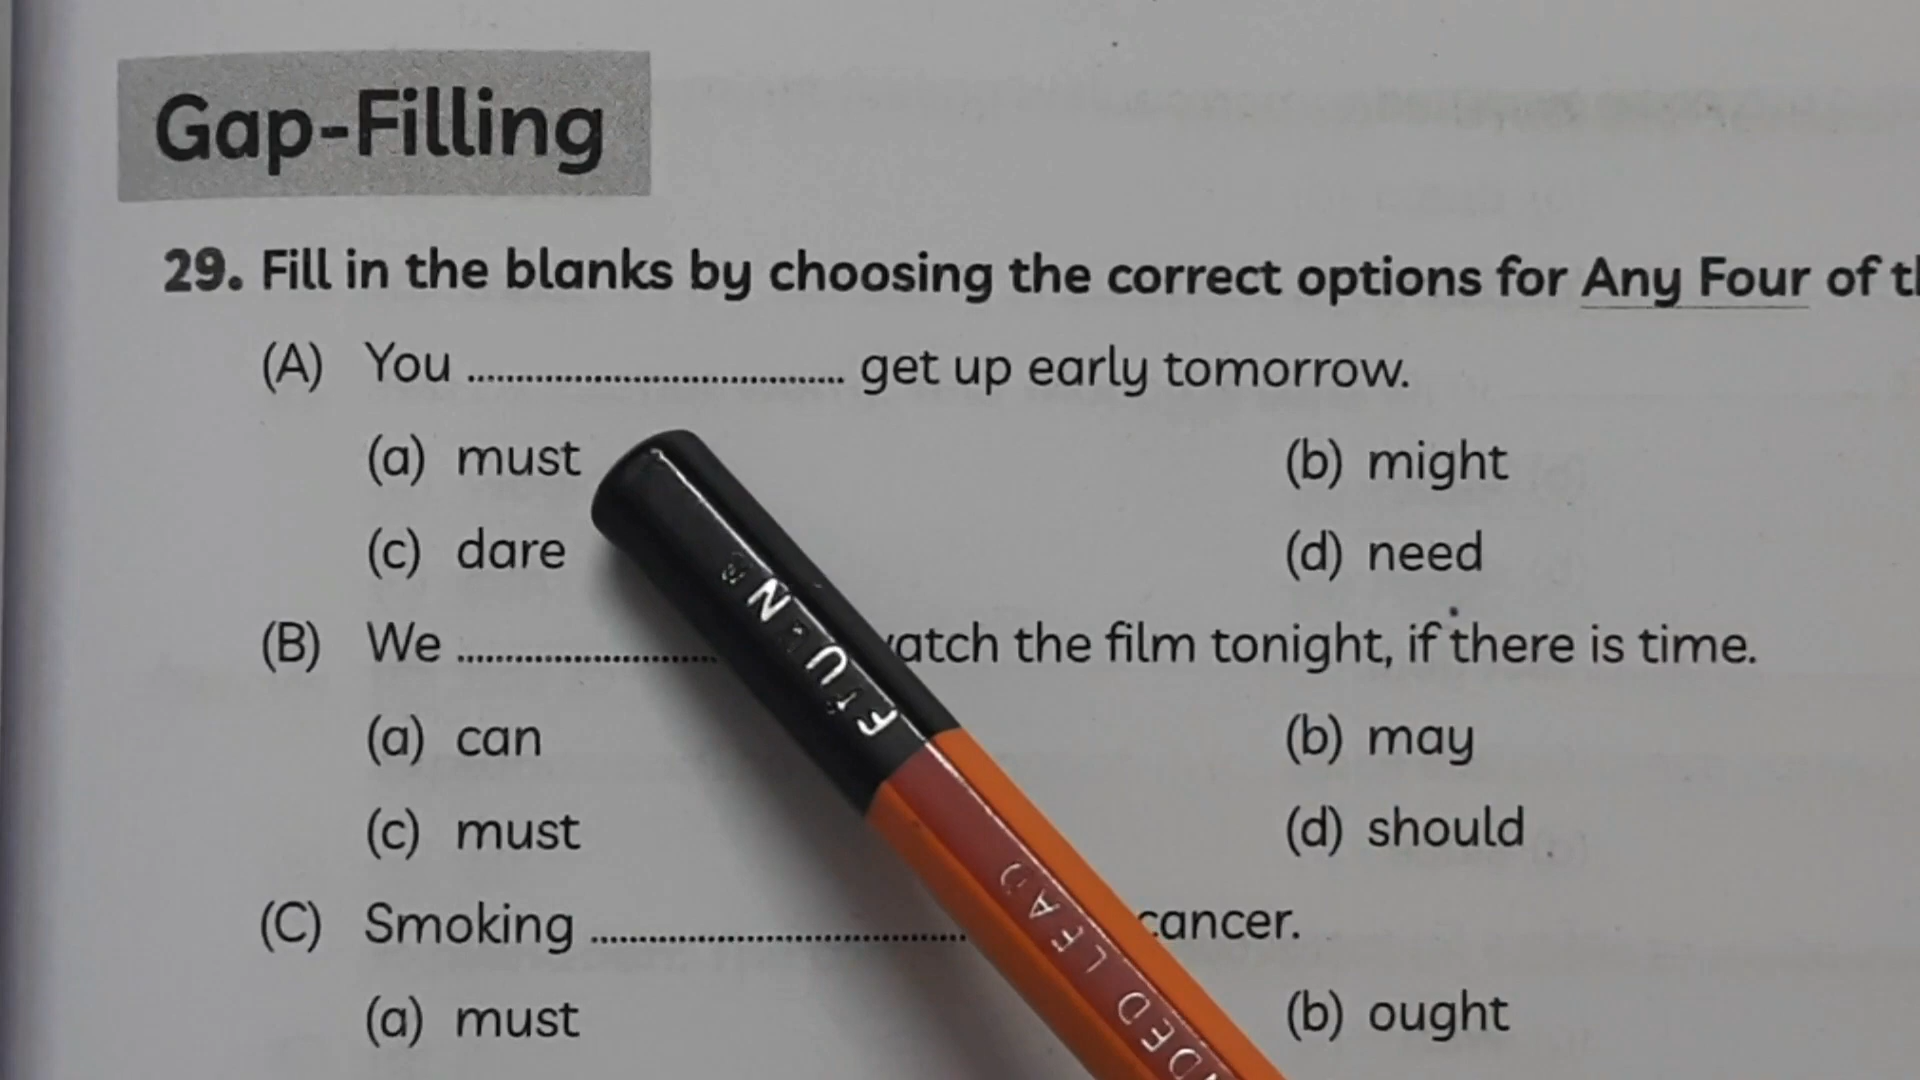 Gap-Filling
29. Fill in the blanks by choosing the correct options for Any Four of
(A) You ........................................ get up early tomorrow.
(a) must (b) might
(c) dare (d) need
(B) We ............................ the film tonight, if there is time.
(a) can (b) may
(c) must (d) should
(C) Smoking ........................................ cancer.
(a) must (b) ought
LEAD